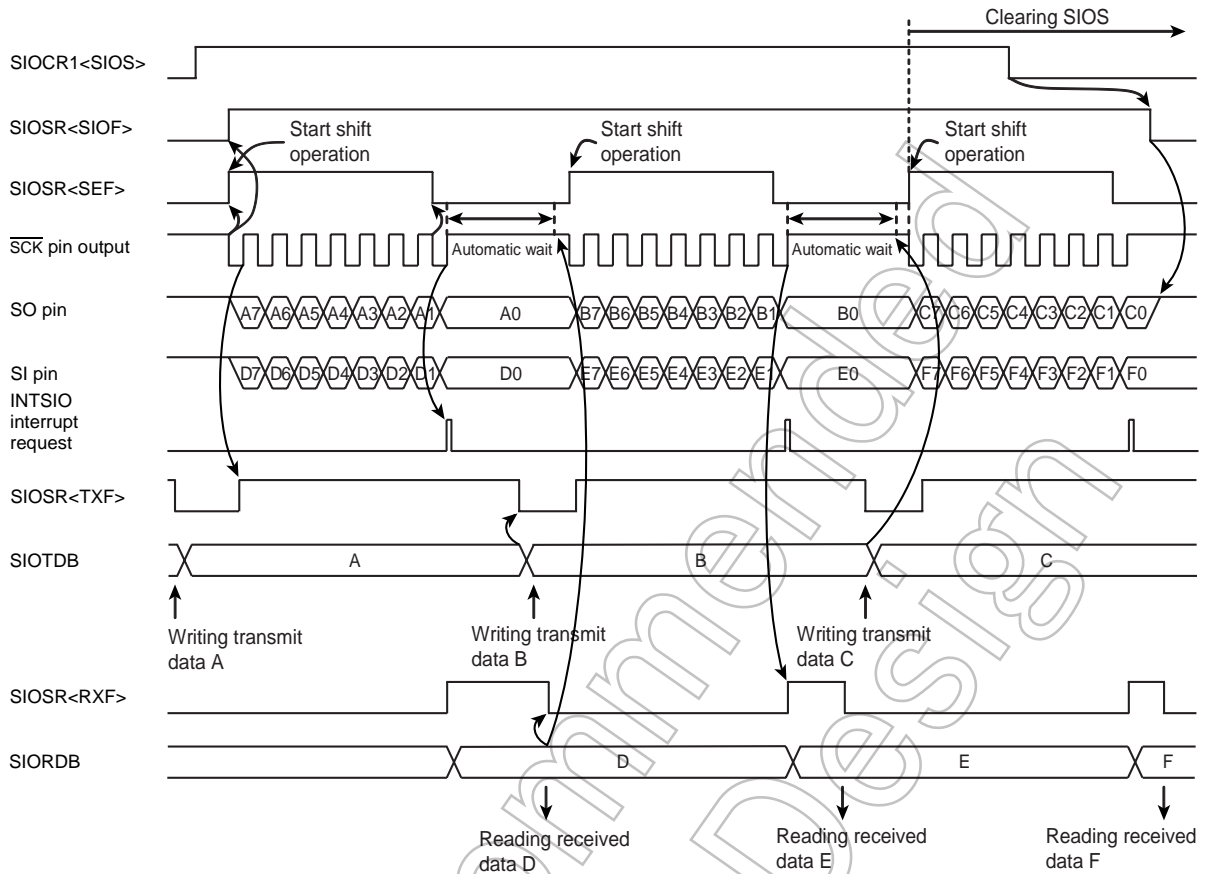 Clearing SIOS
SIOCR1<SIOS>
SIOSR<SIOF>
Start shift
operation
Start shift
operation
Start shift
operation
SIOSR<SEF>
SCK pin output
Automatic wait
Automatic wait
SO pin
A7 A6 A5 A4 A3 A2 A1 A0 B7 B6 B5 B4 B3 B2 B1 B0 C7 C6 C5 C4 C3 C2 C1 C0
SI pin
D7 D6 D5 D4 D3 D2 D1 D0 E7 E6 E5 E4 E3 E2 E1 E0 F7 F6 F5 F4 F3 F2 F1 F0
INTSIO
interrupt
request
SIOSR<TXF>
SIOTDB
A B C
Writing transmit
data A
Writing transmit
data B
Writing transmit
data C
SIOSR<RXF>
SIORDB
D E F
Reading received
data D
Reading received
data E
Reading received
data F
ommended
Design